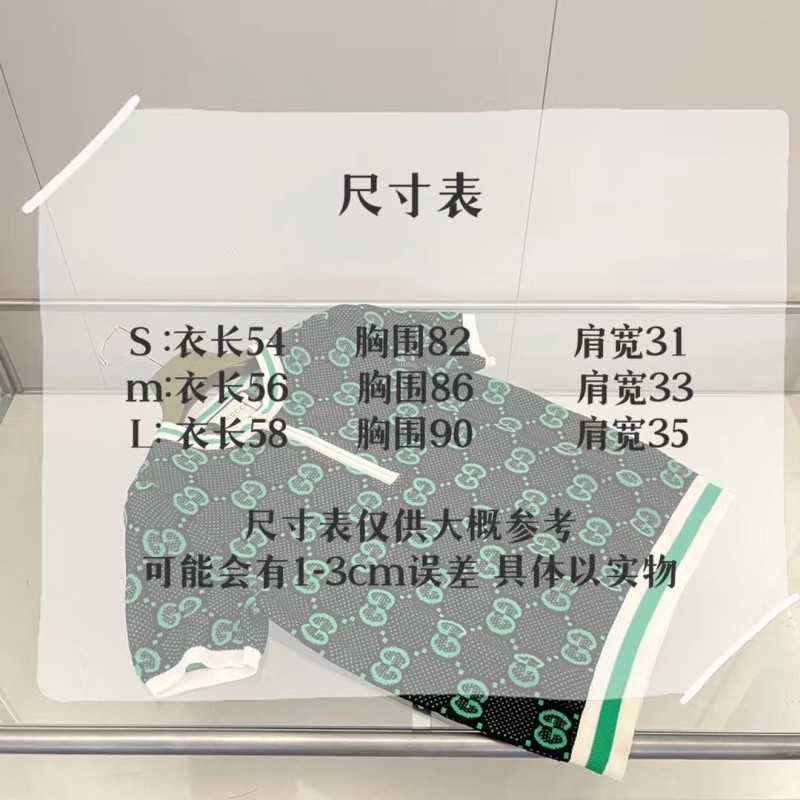 尺寸表
S :衣长54 胸围82 肩宽31
m:衣长56 胸围86 肩宽33
L: 衣长58 胸围90 肩宽35
尺寸表仅供大概参考
可能会有1-3cm误差 具体以实物